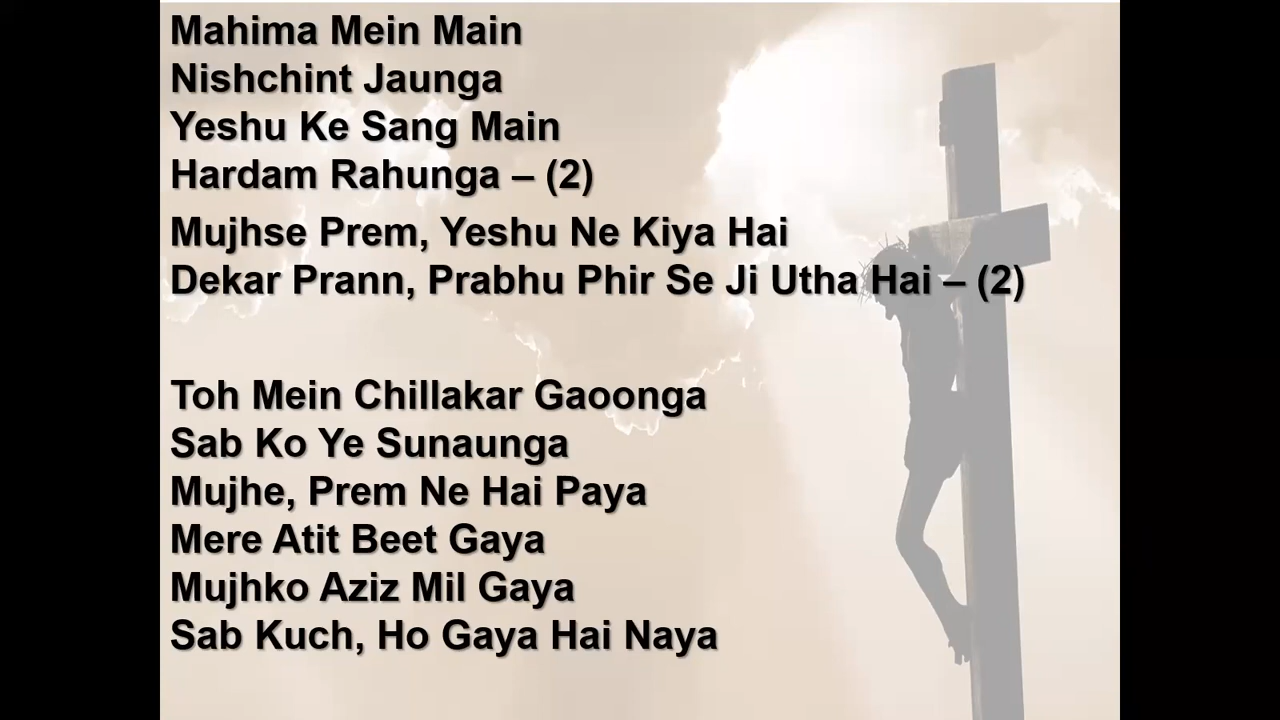 Mahima Mein Main
Nishchint Jaunga
Yeshu Ke Sang Main
Hardam Rahunga – (2)
Mujhse Prem, Yeshu Ne Kiya Hai
Dekar Prann, Prabhu Phir Se Ji Utha Hai – (2)
Toh Mein Chillakar Gaoonga
Sab Ko Ye Sunaunga
Mujhe, Prem Ne Hai Paya
Mere Atit Beet Gaya
Mujhko Aziz Mil Gaya
Sab Kuch, Ho Gaya Hai Naya